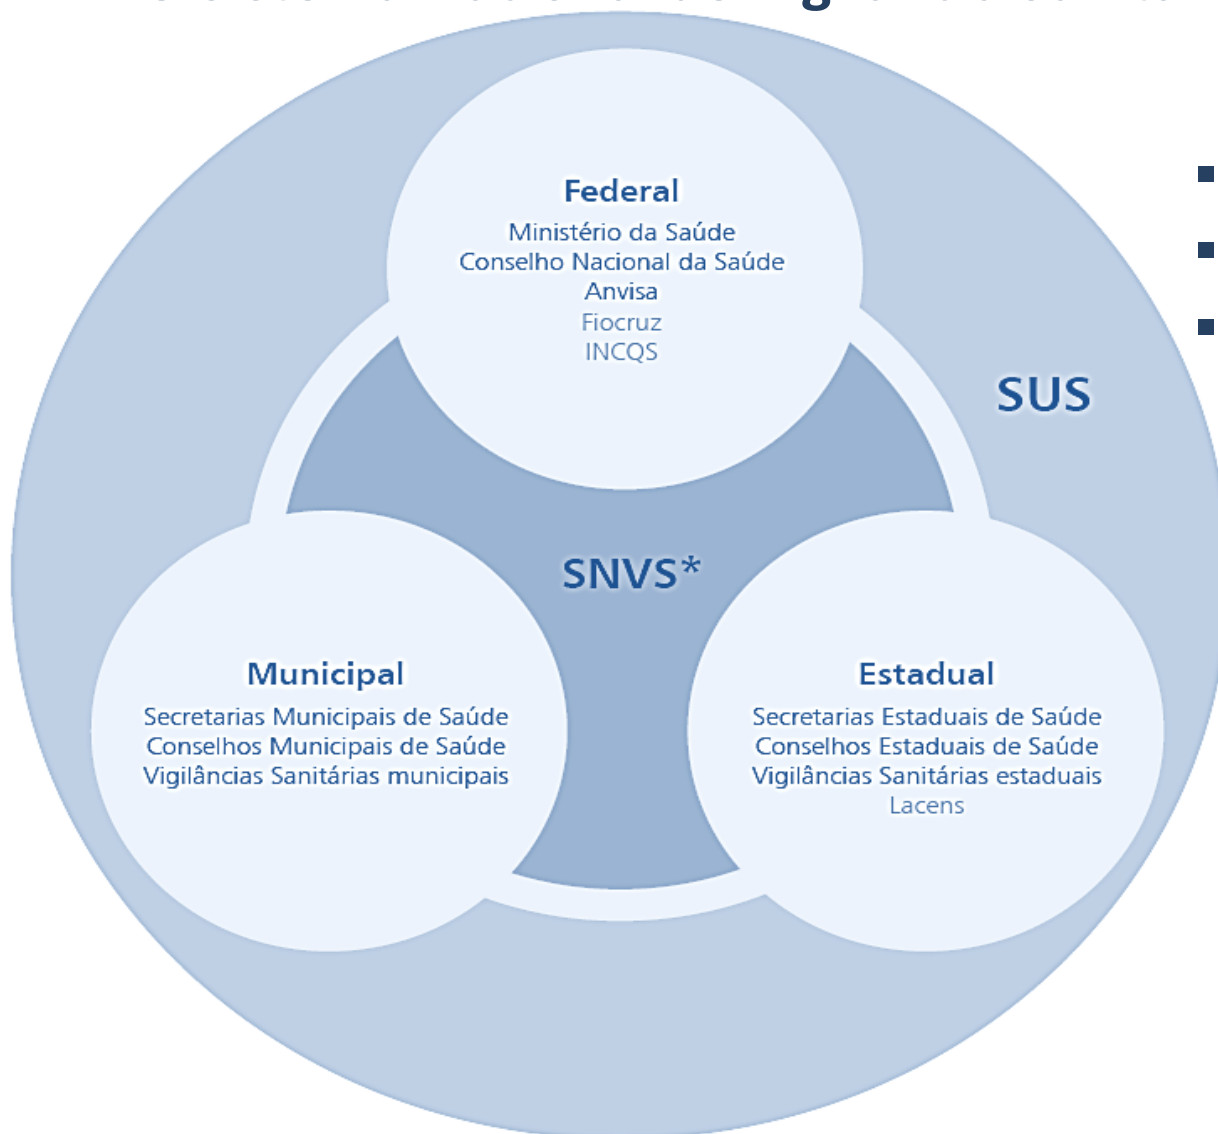 Federal
Ministério da Saúde
Conselho Nacional da Saúde
Anvisa
Fiocruz
INCQS
SUS
SNVS*
Municipal
Secretarias Municipais de Saúde
Conselhos Municipais de Saúde
Vigilâncias Sanitárias municipais
Estadual
Secretarias Estaduais de Saúde
Conselhos Estaduais de Saúde
Vigilâncias Sanitárias estaduais
Lacens